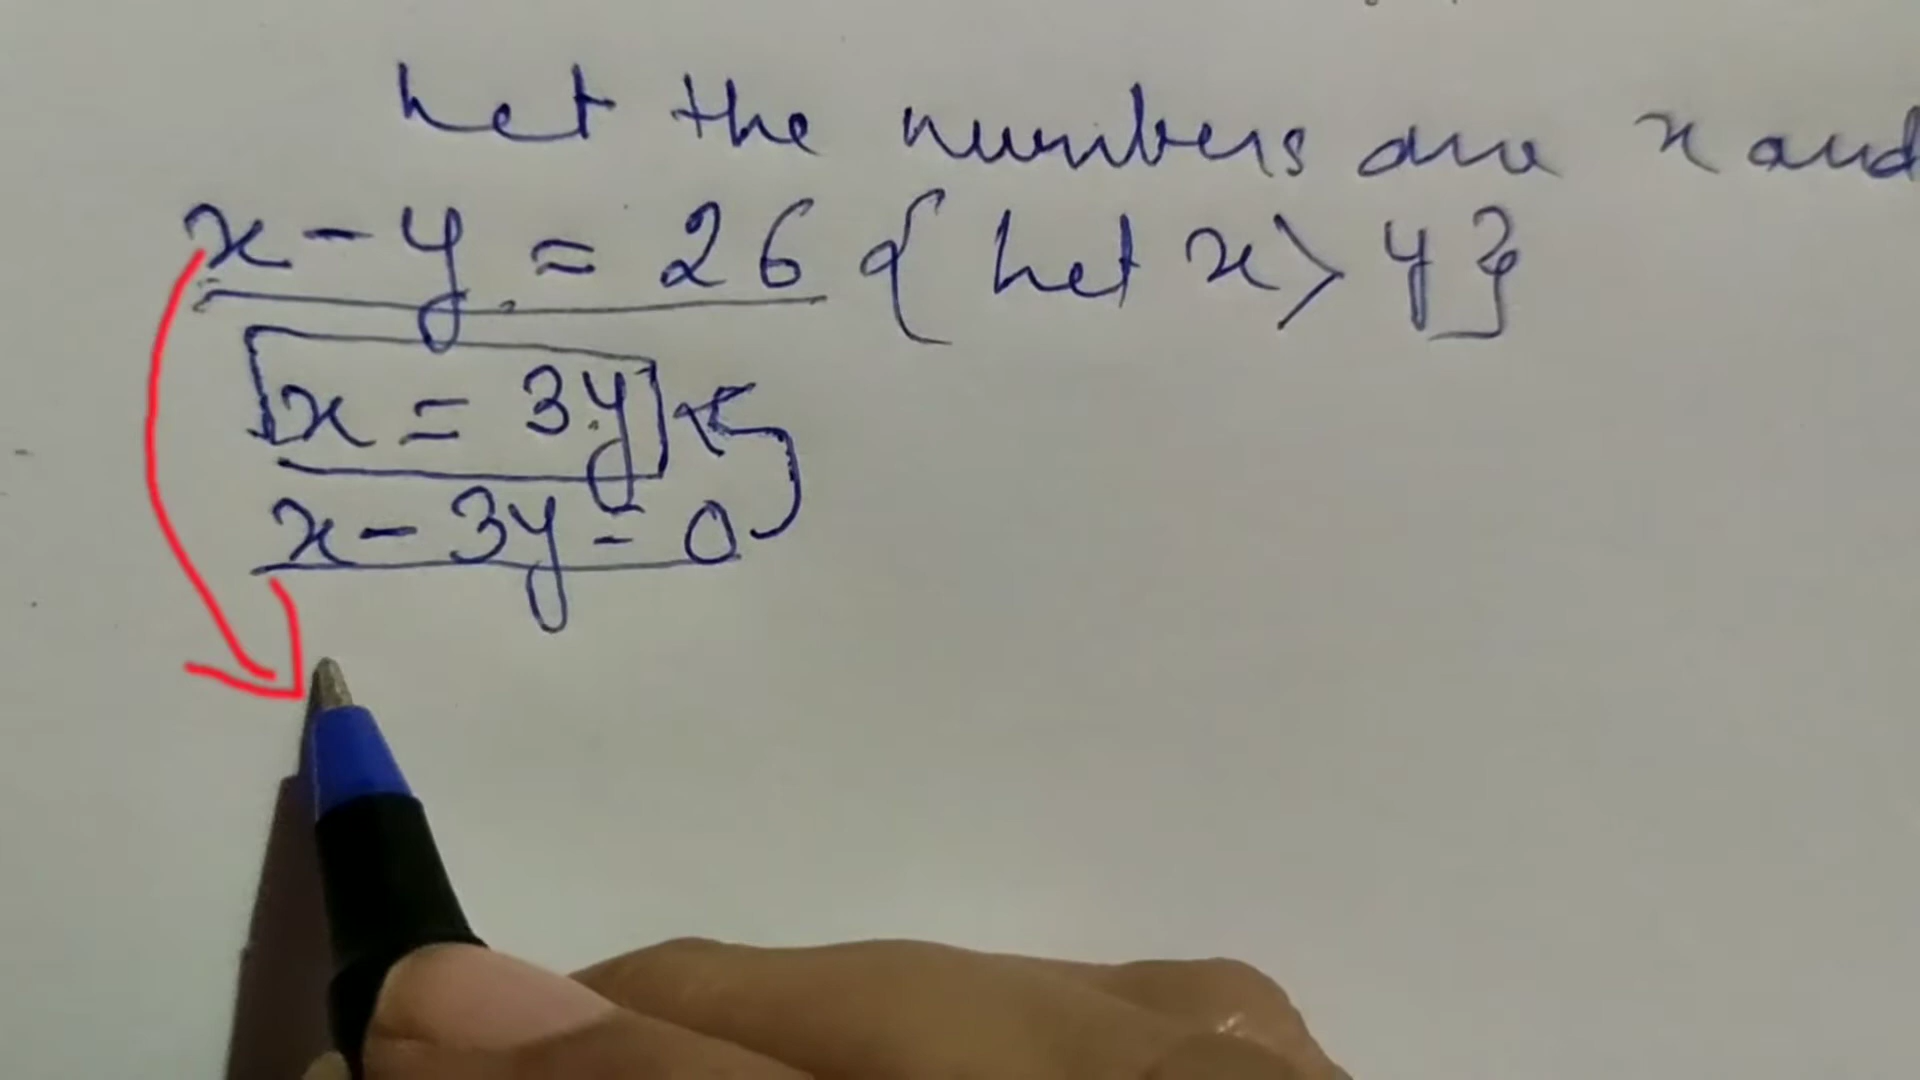 Let the numbers are x and
x - y = 26 { Let x > y }
x = 3y
x - 3y = 0